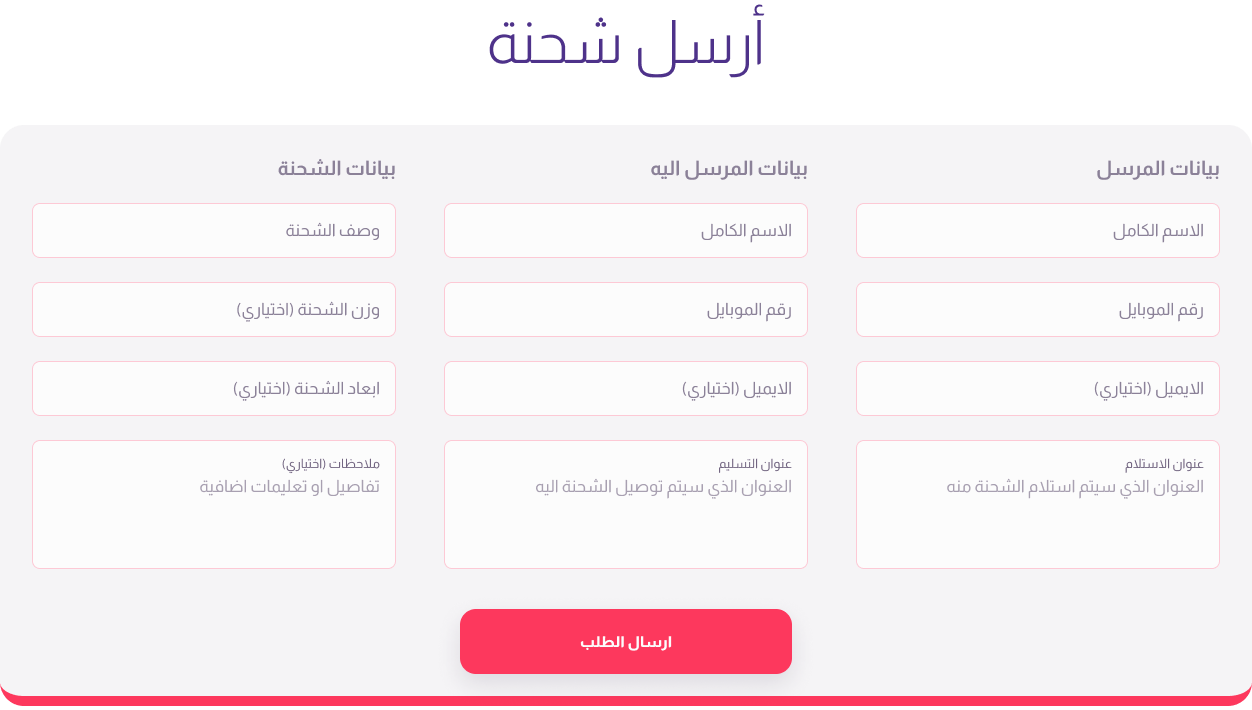 أرسل شحنة
بيانات المرسل
الاسم الكامل
رقم الموبايل
الايميل (اختياري)
عنوان الاستلام
العنوان الذي سيتم استلام الشحنة منه
بيانات المرسل اليه
الاسم الكامل
رقم الموبايل
الايميل (اختياري)
عنوان التسليم
العنوان الذي سيتم توصيل الشحنة اليه
بيانات الشحنة
وصف الشحنة
وزن الشحنة (اختياري)
ابعاد الشحنة (اختياري)
ملاحظات (اختياري)
تفاصيل او تعليمات اضافية
ارسال الطلب